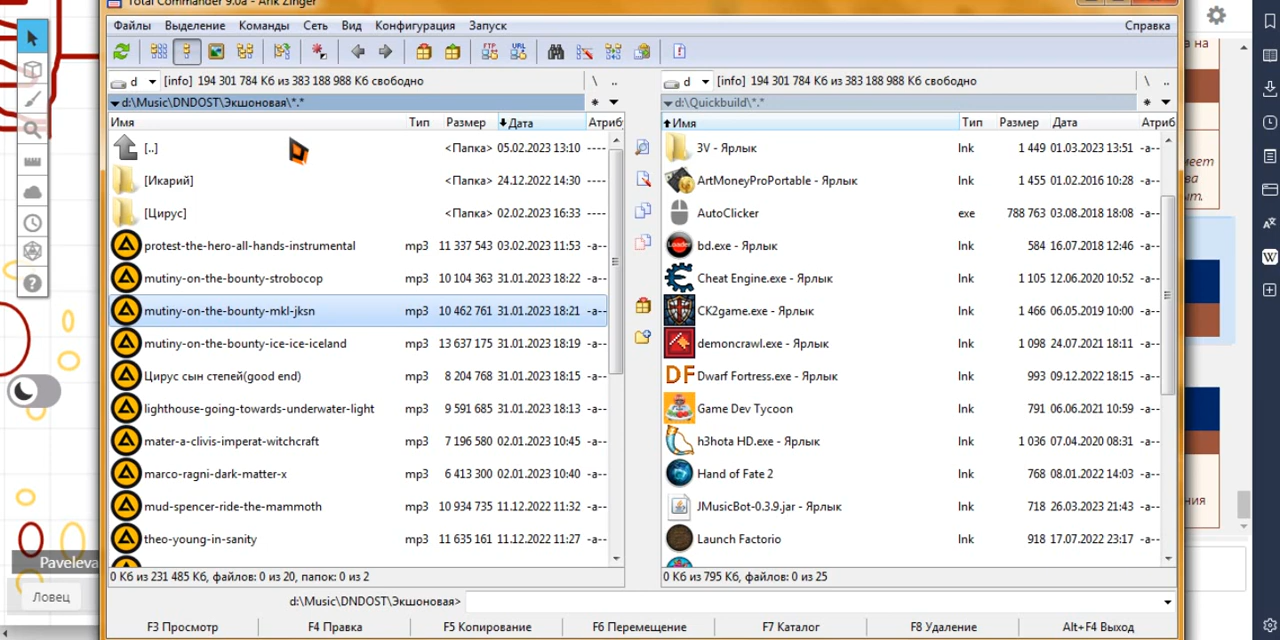 Total Commander 9.0a - Arik Zinger
Файлы Выделение Команды Сеть Вид Конфигурация Запуск Справка
FTP URL
d [info] 194 301 784 Кб из 383 188 988 Кб свободно \ ..
d [info] 194 301 784 Кб из 383 188 988 Кб свободно \ ..
d:\Music\DNDOST\Экшоновая\*.* *
d:\Quickbuild\*.* *
Имя Тип Размер Дата Атриб
[..] <Папка> 05.02.2023 13:10 ----
[Икарий] <Папка> 24.12.2022 14:30 ----
[Цирус] <Папка> 02.02.2023 16:33 ----
protest-the-hero-all-hands-instrumental mp3 11 337 543 03.02.2023 11:53 -a--
mutiny-on-the-bounty-strobocop mp3 10 104 363 31.01.2023 18:22 -a--
mutiny-on-the-bounty-mkl-jksn mp3 10 462 761 31.01.2023 18:21 -a--
mutiny-on-the-bounty-ice-ice-iceland mp3 13 637 175 31.01.2023 18:19 -a--
Цирус сын степей(good end) mp3 8 204 768 31.01.2023 18:15 -a--
lighthouse-going-towards-underwater-light mp3 9 591 685 31.01.2023 18:13 -a--
mater-a-clivis-imperat-witchcraft mp3 7 196 580 02.01.2023 10:45 -a--
marco-ragni-dark-matter-x mp3 6 413 300 02.01.2023 10:40 -a--
mud-spencer-ride-the-mammoth mp3 10 934 735 11.12.2022 11:32 -a--
theo-young-in-sanity mp3 11 635 161 11.12.2022 11:27 -a--
0 Кб из 231 485 Кб, файлов: 0 из 20, папок: 0 из 2
Имя Тип Размер Дата Атриб
3V - Ярлык lnk 1 449 01.03.2023 13:51 -a--
ArtMoneyProPortable - Ярлык lnk 1 455 01.02.2016 10:28 -a--
AutoClicker exe 788 763 03.08.2018 18:08 -a--
Loader bd.exe - Ярлык lnk 584 16.07.2018 12:46 -a--
Cheat Engine.exe - Ярлык lnk 1 105 12.06.2020 10:52 -a--
CK2game.exe - Ярлык lnk 1 466 06.05.2019 10:00 -a--
demoncrawl.exe - Ярлык lnk 1 098 24.07.2021 18:11 -a--
DF Dwarf Fortress.exe - Ярлык lnk 993 09.12.2022 18:15 -a--
Game Dev Tycoon lnk 791 06.06.2021 10:59 -a--
h3hota HD.exe - Ярлык lnk 1 036 07.04.2020 08:31 -a--
Hand of Fate 2 lnk 768 08.01.2022 14:03 -a--
JMusicBot-0.3.9.jar - Ярлык lnk 718 26.03.2023 21:43 -a--
Launch Factorio lnk 918 17.07.2022 23:17 -a--
0 Кб из 795 Кб, файлов: 0 из 25
d:\Music\DNDOST\Экшоновая>
F3 Просмотр F4 Правка F5 Копирование F6 Перемещение F7 Каталог F8 Удаление Alt+F4 Выход
Paveleva
Ловец
на
W